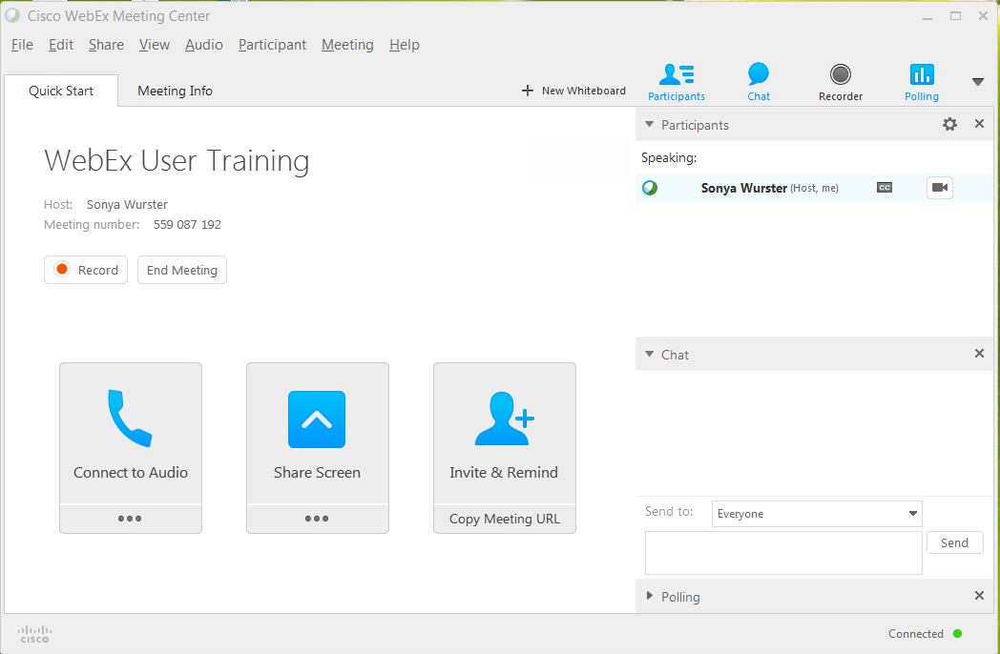 Cisco WebEx Meeting Center
File Edit Share View Audio Participant Meeting Help
Quick Start
Meeting Info
New Whiteboard
Participants
Chat
Recorder
Polling
WebEx User Training
Host: Sonya Wurster
Meeting number: 559 087 192
Record
End Meeting
Connect to Audio
Share Screen
Invite & Remind
Copy Meeting URL
Participants
Speaking:
Sonya Wurster (Host, me)
CC
Chat
Send to: Everyone
Send
Polling
CISCO
Connected